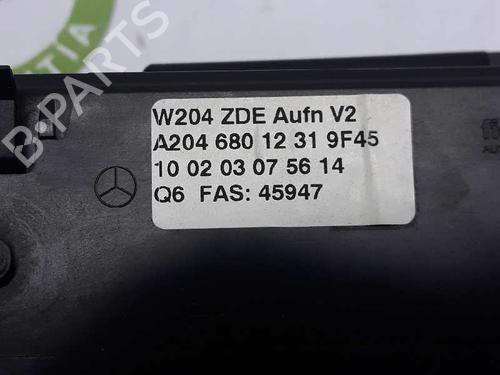 B-PARTS
W204 ZDE Aufn V2
A204 680 12 31 9F45
10 02 03 07 56 14
Q6 FAS: 45947